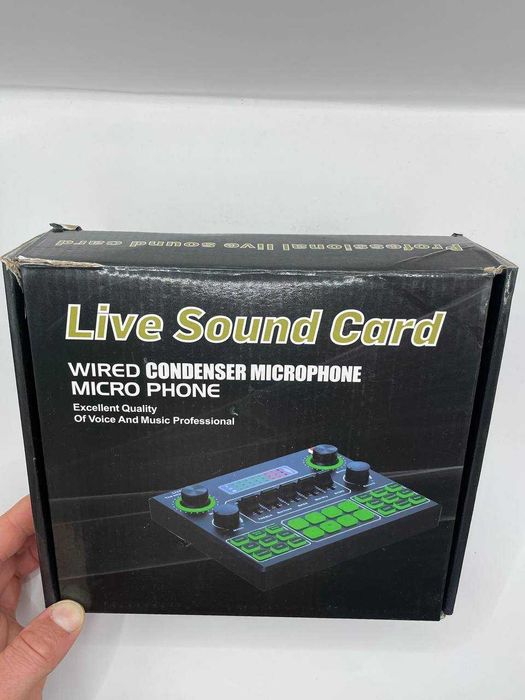 Professional live sound card
Live Sound Card
WIRED CONDENSER MICROPHONE
MICRO PHONE
Excellent Quality
Of Voice And Music Professional